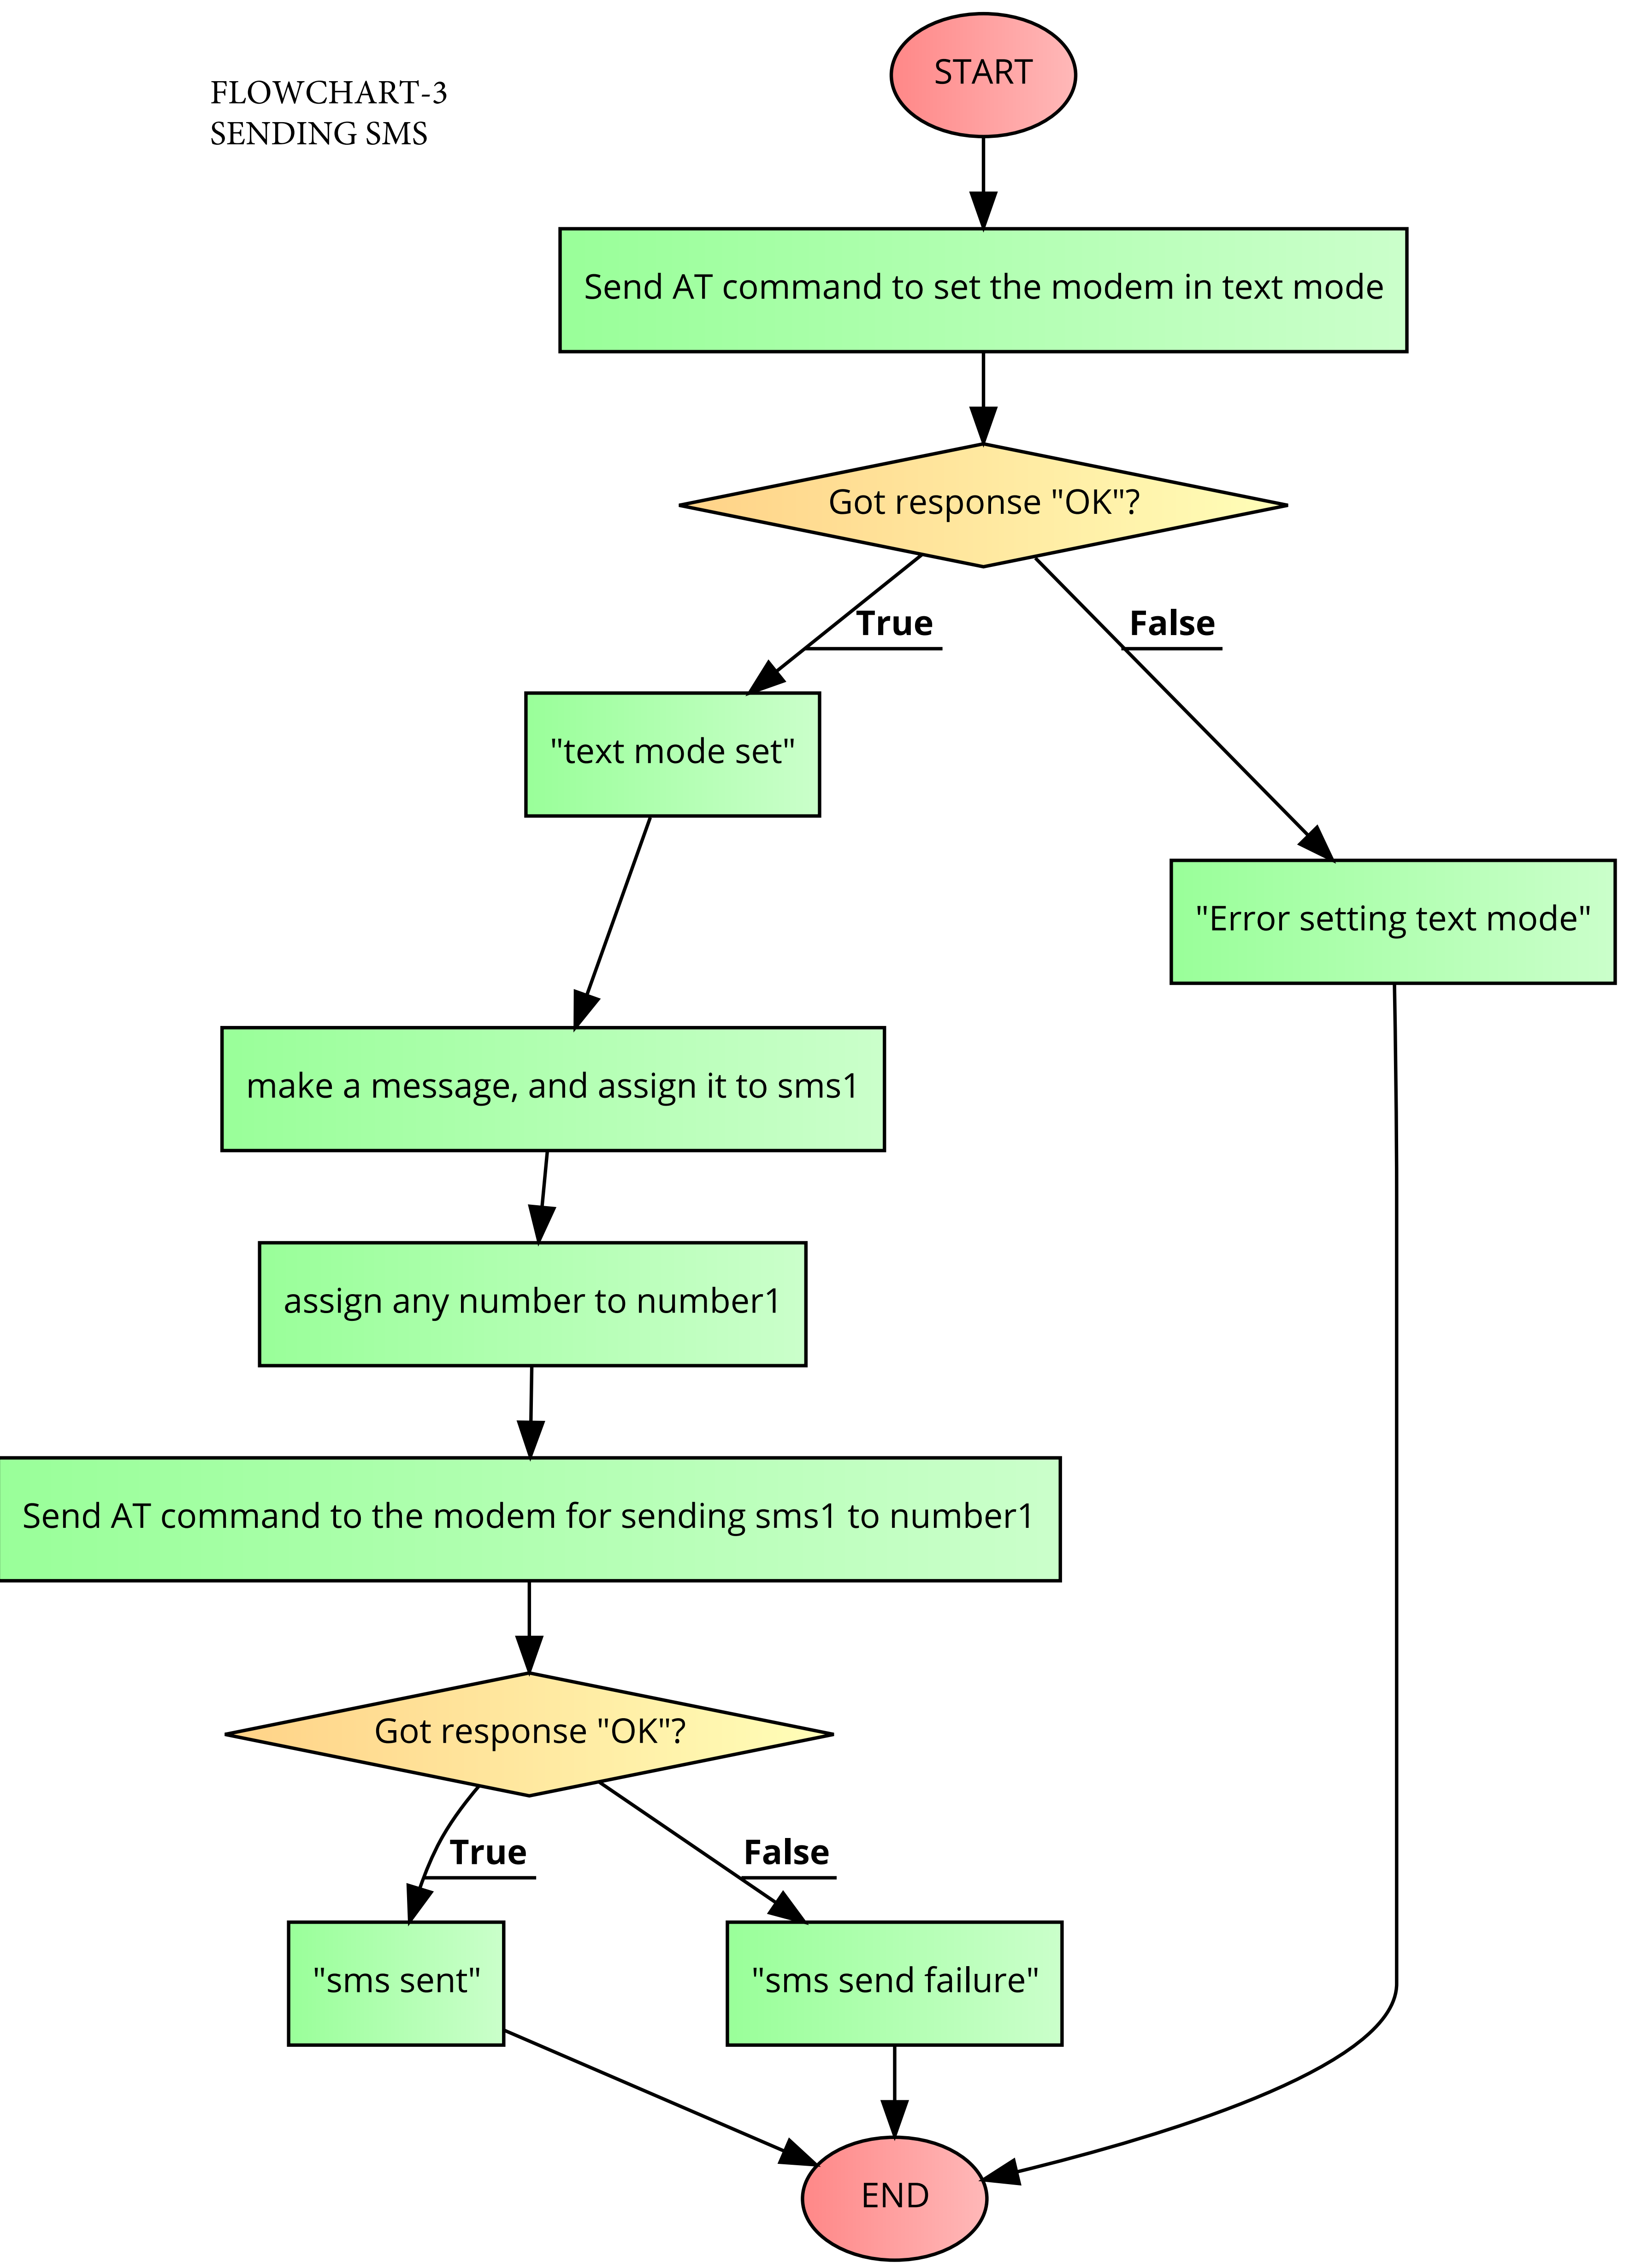 FLOWCHART-3
SENDING SMS
START
Send AT command to set the modem in text mode
Got response "OK"?
True
False
"text mode set"
"Error setting text mode"
make a message, and assign it to sms1
assign any number to number1
Send AT command to the modem for sending sms1 to number1
Got response "OK"?
True
False
"sms sent"
"sms send failure"
END